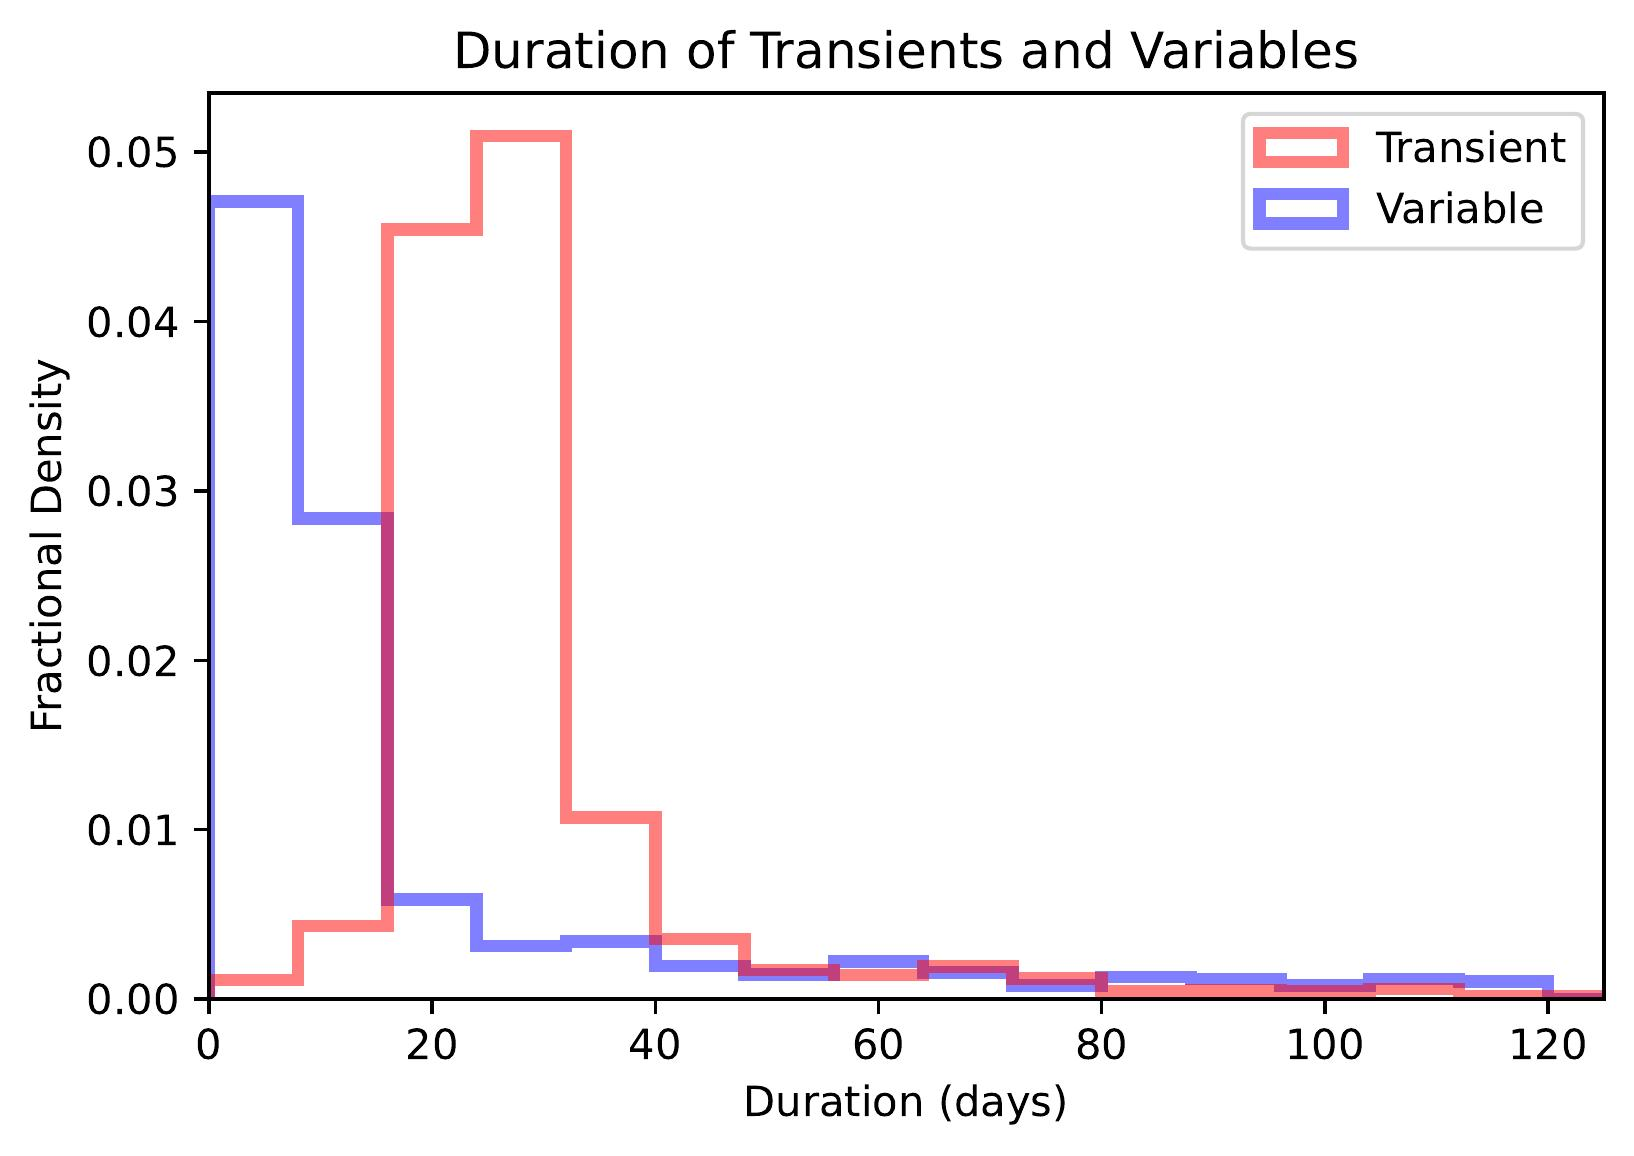 Duration of Transients and Variables
Transient
Variable
Fractional Density
0.05
0.04
0.03
0.02
0.01
0.00
0 20 40 60 80 100 120
Duration (days)